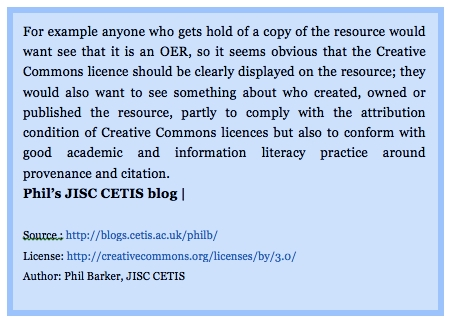 For example anyone who gets hold of a copy of the resource would
want see that it is an OER, so it seems obvious that the Creative
Commons licence should be clearly displayed on the resource; they
would also want to see something about who created, owned or
published the resource, partly to comply with the attribution
condition of Creative Commons licences but also to conform with
good academic and information literacy practice around
provenance and citation.
Phil's JISC CETIS blog |
Source : http://blogs.cetis.ac.uk/philb/
License: http://creativecommons.org/licenses/by/3.0/
Author: Phil Barker, JISC CETIS